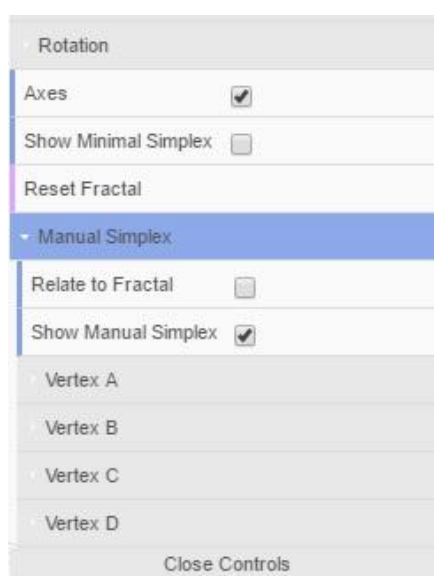 Rotation
Axes
Show Minimal Simplex
Reset Fractal
Manual Simplex
Relate to Fractal
Show Manual Simplex
Vertex A
Vertex B
Vertex C
Vertex D
Close Controls